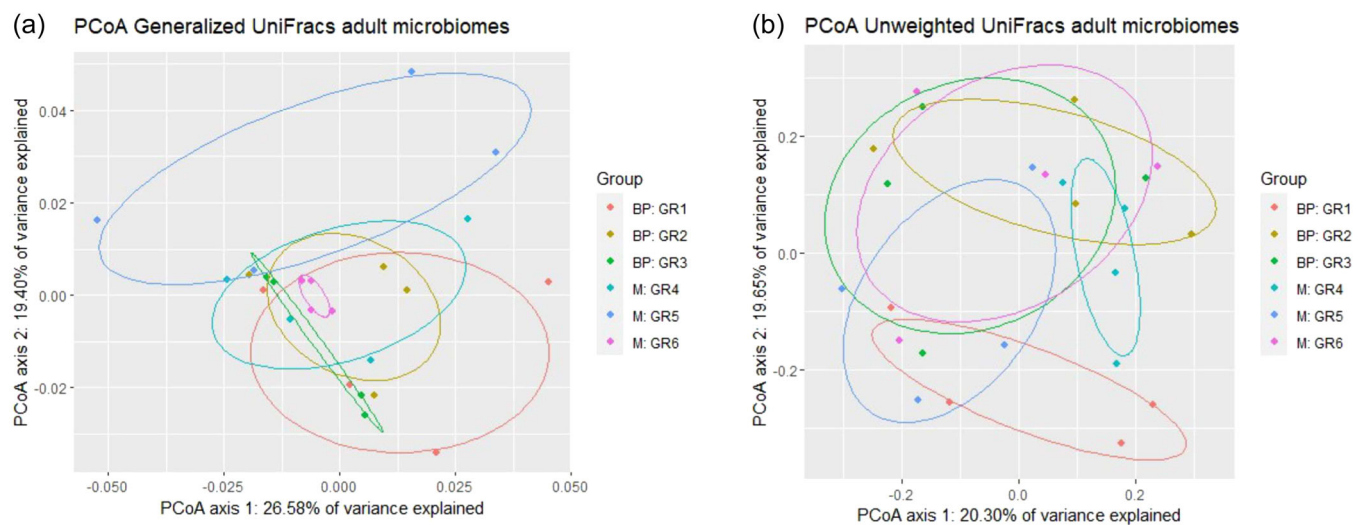 (a) PCoA Generalized UniFracs adult microbiomes
PCoA axis 2: 19.40% of variance explained
0.04
0.02
0.00
-0.02
-0.050
-0.025
0.000
0.025
0.050
PCoA axis 1: 26.58% of variance explained
Group
BP: GR1
BP: GR2
BP: GR3
M: GR4
M: GR5
M: GR6
(b) PCoA Unweighted UniFracs adult microbiomes
PCoA axis 2: 19.65% of variance explained
0.2
0.0
-0.2
-0.2
0.0
0.2
PCoA axis 1: 20.30% of variance explained
Group
BP: GR1
BP: GR2
BP: GR3
M: GR4
M: GR5
M: GR6